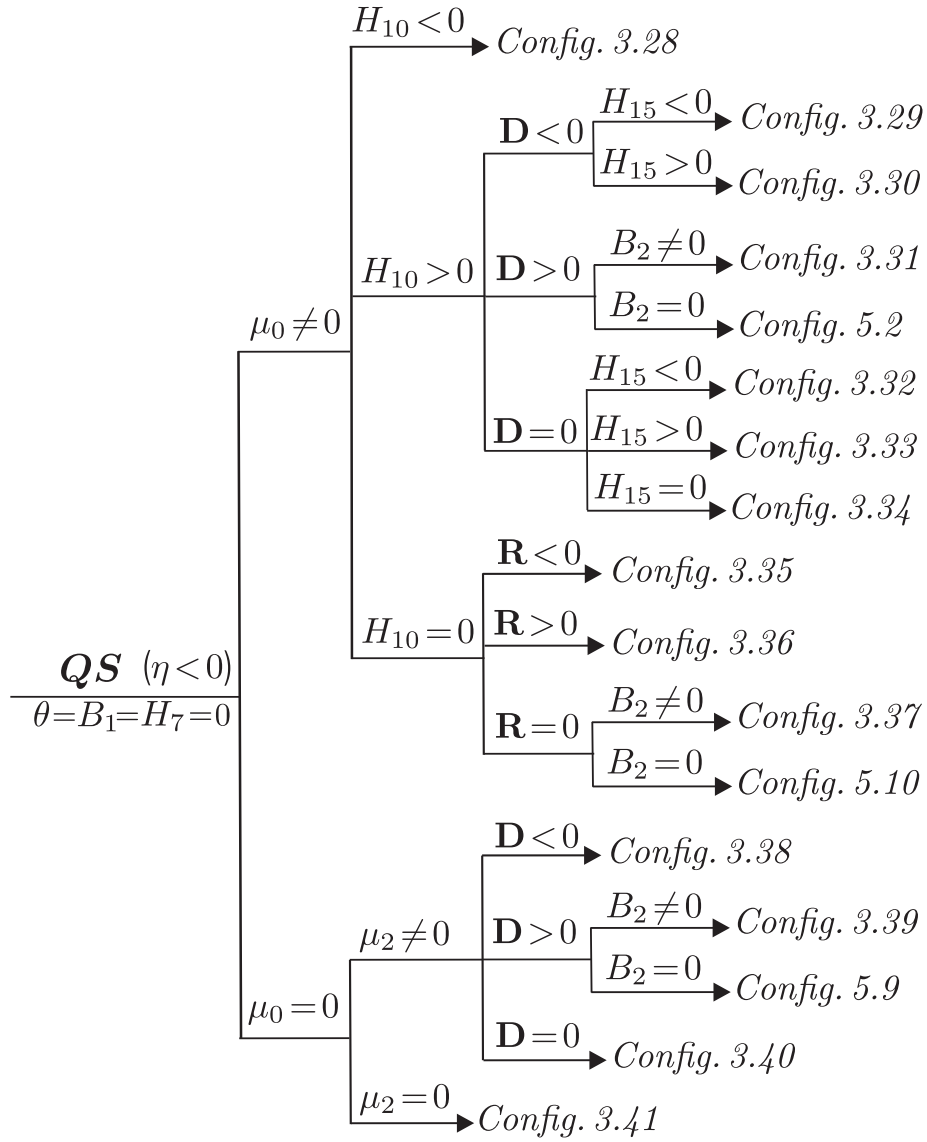 H₁₀ < 0 Config. 3.28
H₁₅ < 0 Config. 3.29
D < 0
H₁₅ > 0 Config. 3.30
B₂ ≠ 0 Config. 3.31
H₁₀ > 0 D > 0
B₂ = 0 Config. 5.2
μ₀ ≠ 0
H₁₅ < 0 Config. 3.32
D = 0 H₁₅ > 0 Config. 3.33
H₁₅ = 0 Config. 3.34
R < 0 Config. 3.35
H₁₀ = 0 R > 0 Config. 3.36
QS (η < 0)
θ=B₁=H₇=0
B₂ ≠ 0 Config. 3.37
R = 0
B₂ = 0 Config. 5.10
D < 0 Config. 3.38
B₂ ≠ 0 Config. 3.39
μ₂ ≠ 0 D > 0
B₂ = 0 Config. 5.9
μ₀ = 0
D = 0 Config. 3.40
μ₂ = 0 Config. 3.41